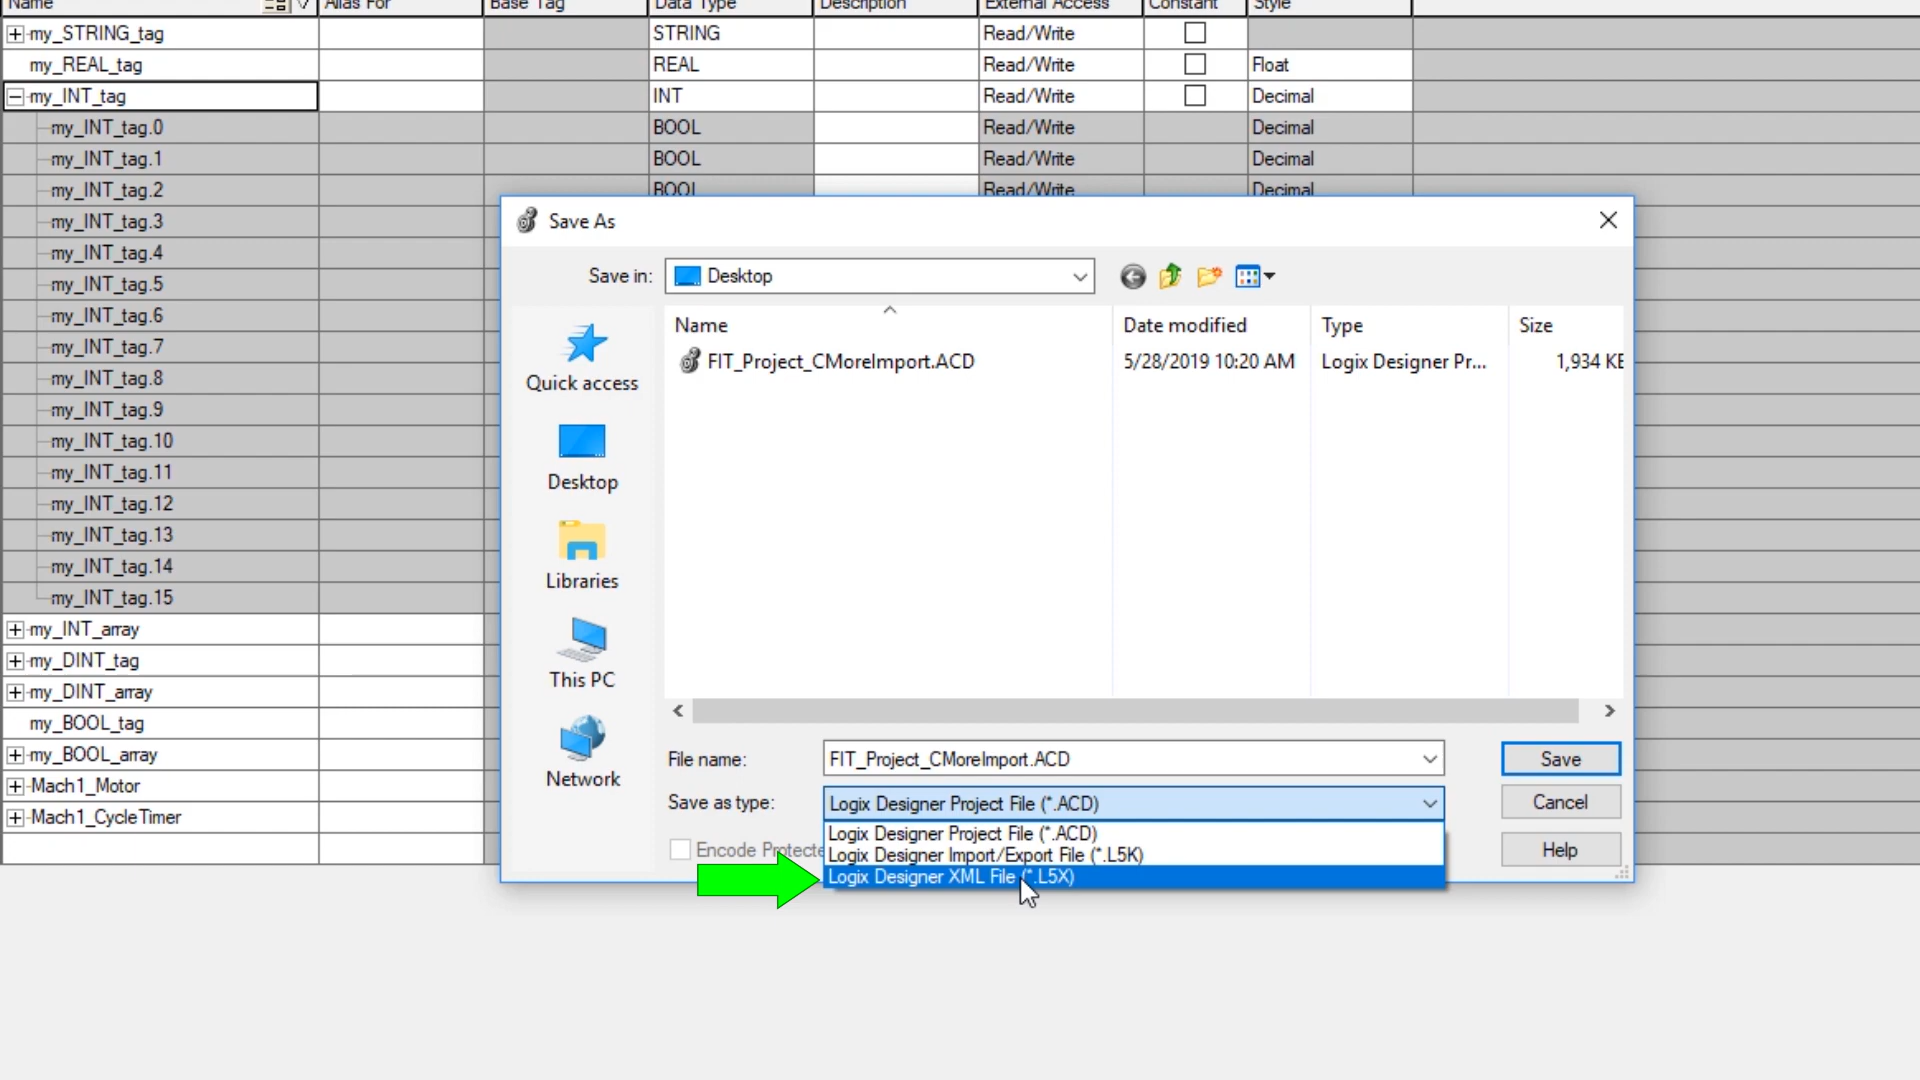 Name Alias For Base Tag Data Type Description External Access Constant Style
my_STRING_tag STRING Read/Write
my_REAL_tag REAL Read/Write Float
my_INT_tag INT Read/Write Decimal
my_INT_tag.0 BOOL Read/Write Decimal
my_INT_tag.1 BOOL Read/Write Decimal
my_INT_tag.2 BOOL Read/Write Decimal
my_INT_tag.3
my_INT_tag.4
my_INT_tag.5
my_INT_tag.6
my_INT_tag.7
my_INT_tag.8
my_INT_tag.9
my_INT_tag.10
my_INT_tag.11
my_INT_tag.12
my_INT_tag.13
my_INT_tag.14
my_INT_tag.15
my_INT_array
my_DINT_tag
my_DINT_array
my_BOOL_tag
my_BOOL_array
Mach1_Motor
Mach1_CycleTimer
Save As
Save in: Desktop
Name Date modified Type Size
FIT_Project_CMoreImport.ACD 5/28/2019 10:20 AM Logix Designer Pr... 1,934 KE
Quick access
Desktop
Libraries
This PC
Network
File name: FIT_Project_CMoreImport.ACD Save
Save as type: Logix Designer Project File (*.ACD) Cancel
Logix Designer Project File (*.ACD)
Encode Protecte Logix Designer Import/Export File (*.L5K) Help
Logix Designer XML File (*.L5X)